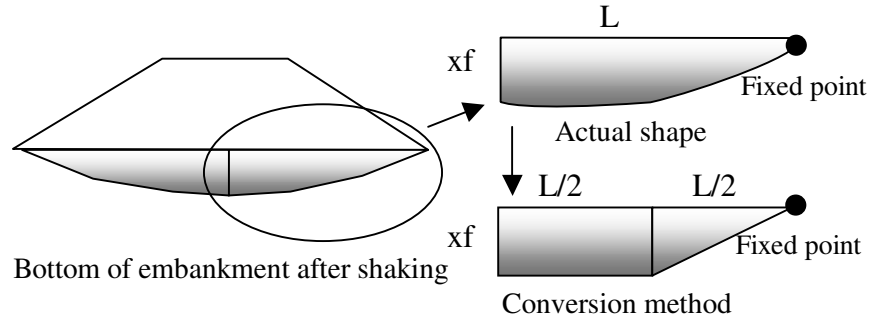 L
xf
Fixed point
Actual shape
L/2 L/2
xf
Fixed point
Bottom of embankment after shaking
Conversion method